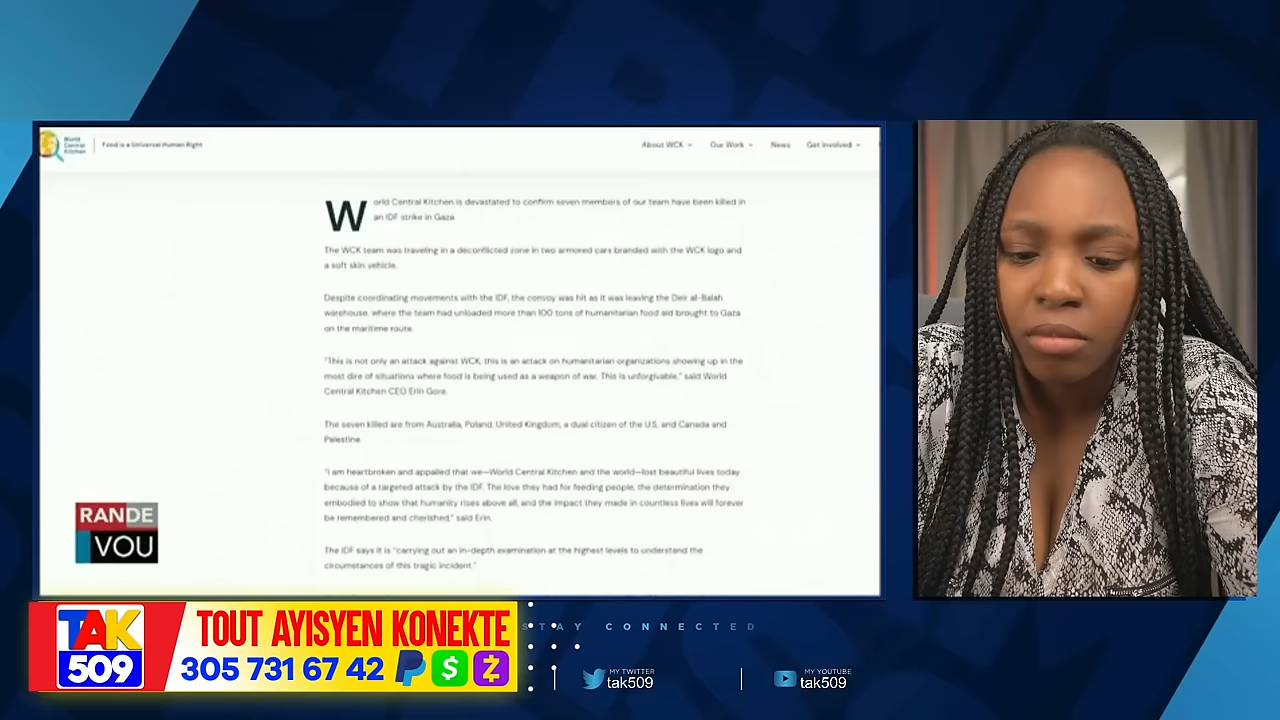 World
Central
Kitchen
Food is a Universal Human Right
About WCK
Our Work
News
Get Involved
World Central Kitchen is devastated to confirm seven members of our team have been killed in
an IDF strike in Gaza
The WCK team was traveling in a deconflicted zone in two armored cars branded with the WCK logo and
a soft skin vehicle.
Despite coordinating movements with the IDF, the convoy was hit as it was leaving the Deir al-Balah
warehouse, where the team had unloaded more than 100 tons of humanitarian food aid brought to Gaza
on the maritime route.
"This is not only an attack against WCK, this is an attack on humanitarian organizations showing up in the
most dire of situations where food is being used as a weapon of war. This is unforgivable," said World
Central Kitchen CEO Erin Gore.
The seven killed are from Australia, Poland, United Kingdom, a dual citizen of the U.S. and Canada and
Palestine.
"I am heartbroken and appalled that we—World Central Kitchen and the world—lost beautiful lives today
because of a targeted attack by the IDF. The love they had for feeding people, the determination they
embodied to show that humanity rises above all, and the impact they made in countless lives will forever
be remembered and cherished," said Erin.
The IDF says it is "carrying out an in-depth examination at the highest levels to understand the
circumstances of this tragic incident."
RANDE
VOU
TAK
509
TOUT AYISYEN KONEKTE
305 731 67 42
STAY CONNECTED
MY TWITTER
tak509
MY YOUTUBE
tak509